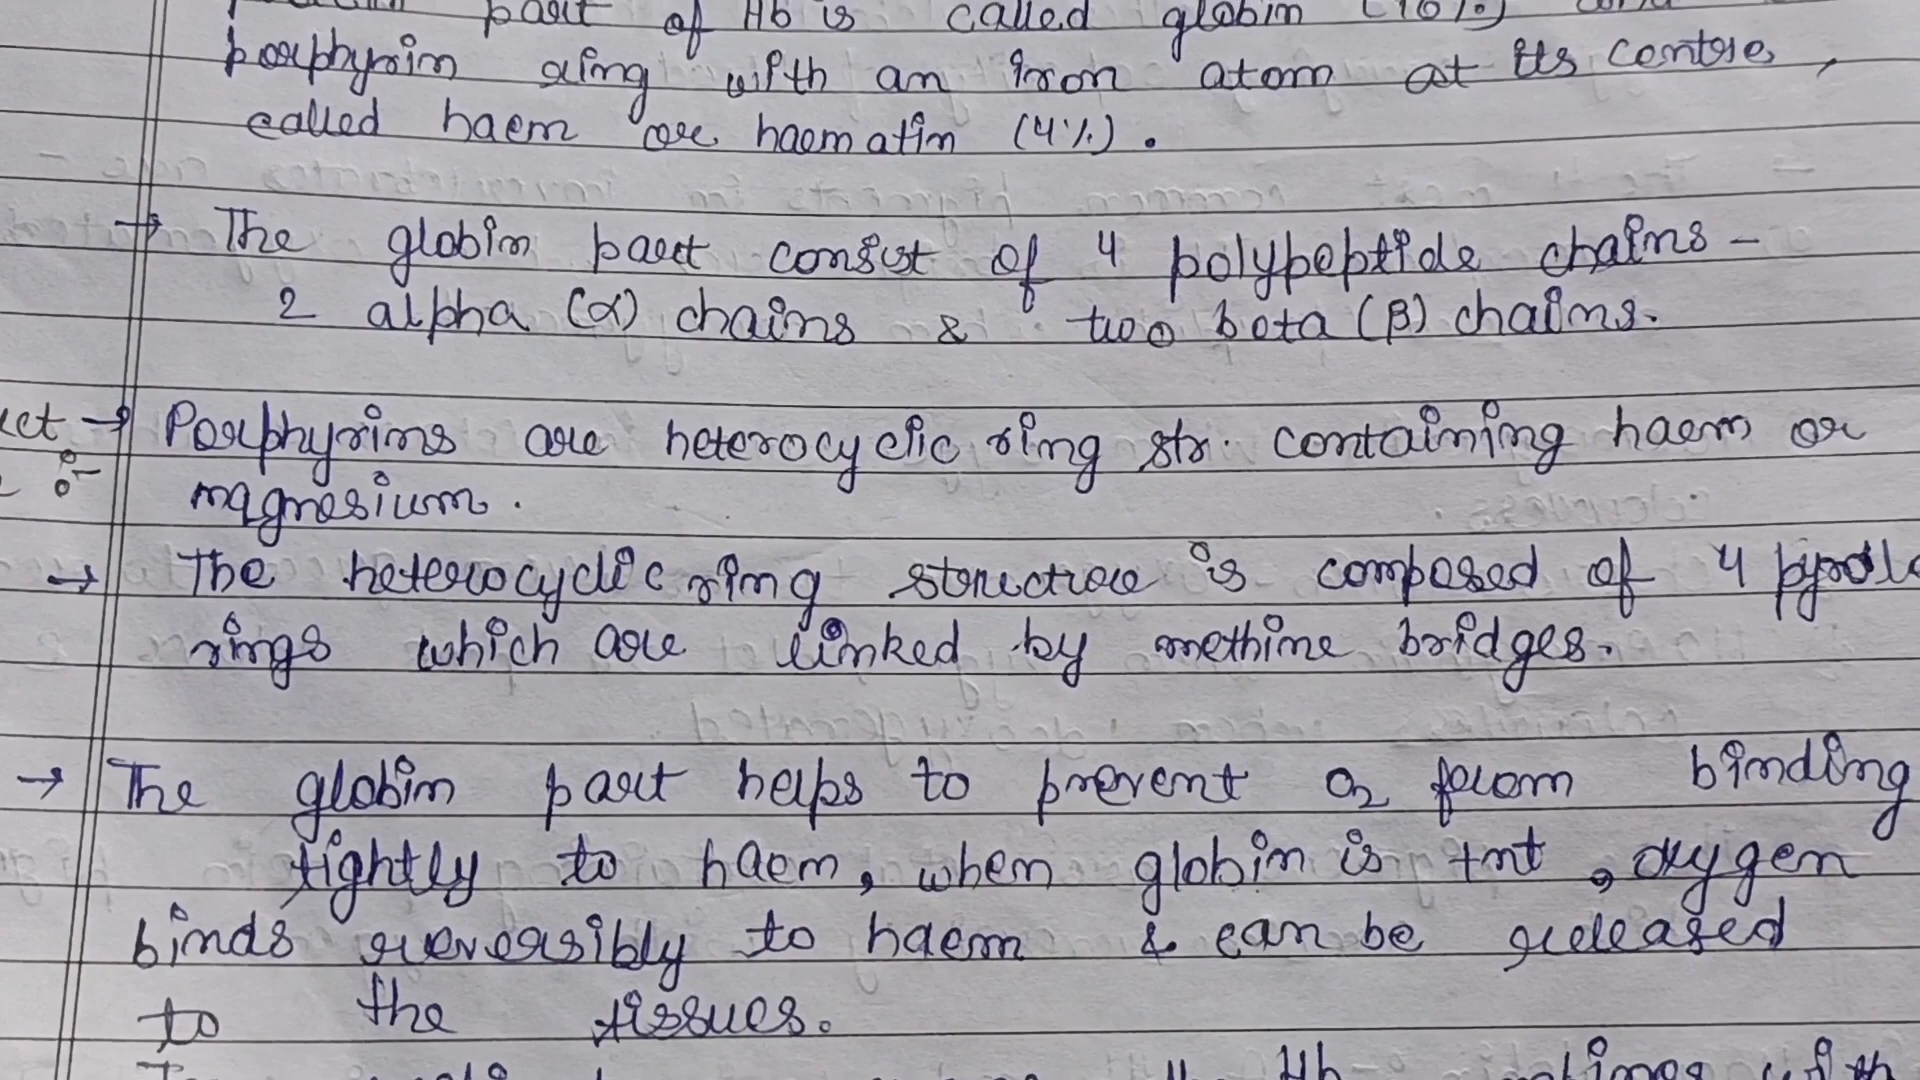 part of Hb is called globin
porphyrin ring with an iron atom at its centre,
called haem or haematin (4%).
→ The globin part consist of 4 polypeptide chains -
2 alpha (α) chains & two beta (β) chains.
→ Porphyrins are heterocyclic ring str. containing haem or
magnesium.
→ The heterocyclic ring structure is composed of 4 pyrole
rings which are linked by methine bridges.
→ The globin part helps to prevent O2 from binding
tightly to haem, when globin is +nt, oxygen
binds reversibly to haem & can be released
to the tissues.
Hb